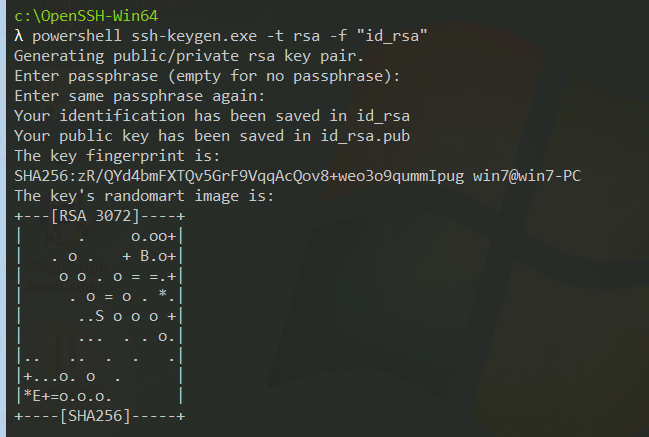 c:\OpenSSH-Win64
λ powershell ssh-keygen.exe -t rsa -f "id_rsa"
Generating public/private rsa key pair.
Enter passphrase (empty for no passphrase):
Enter same passphrase again:
Your identification has been saved in id_rsa
Your public key has been saved in id_rsa.pub
The key fingerprint is:
SHA256:zR/QYd4bmFXTQv5GrF9VqqAcQov8+weo3o9qummIpug win7@win7-PC
The key's randomart image is:
+---[RSA 3072]----+
|      .     o.oo+|
|   . o .   + B.o+|
|    o o . o = =.+|
|     . o = o . *.|
|      ..S o o o +|
|      ...  . . o.|
|..   ..  .  .   .|
|+...o. o  .      |
|*E+=o.o.o.       |
+----[SHA256]-----+